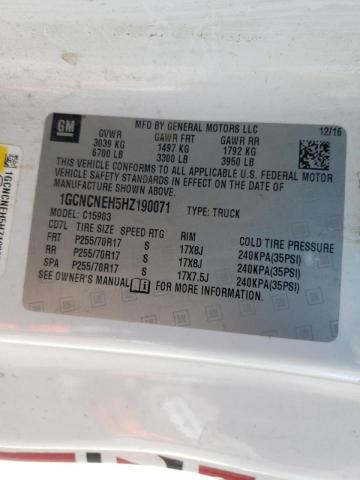 GM
MFD BY GENERAL MOTORS LLC
12/16
GVWR GAWR FRT GAWR RR
3039 KG 1497 KG 1792 KG
6700 LB 3300 LB 3950 LB
THIS VEHICLE CONFORMS TO ALL APPLICABLE U.S. FEDERAL MOTOR
VEHICLE SAFETY STANDARDS IN EFFECT ON THE DATE OF
MANUFACTURE SHOWN ABOVE.
1GCNCNEH5HZ190071 TYPE: TRUCK
MODEL: C15903
CD7L TIRE SIZE SPEED RTG RIM COLD TIRE PRESSURE
FRT P255/70R17 S 17X8J 240KPA(35PSI)
RR P255/70R17 S 17X8J 240KPA(35PSI)
SPA P255/70R17 S 17X7.5J 240KPA(35PSI)
SEE OWNER'S MANUAL FOR ADDITIONAL INFORMATION.